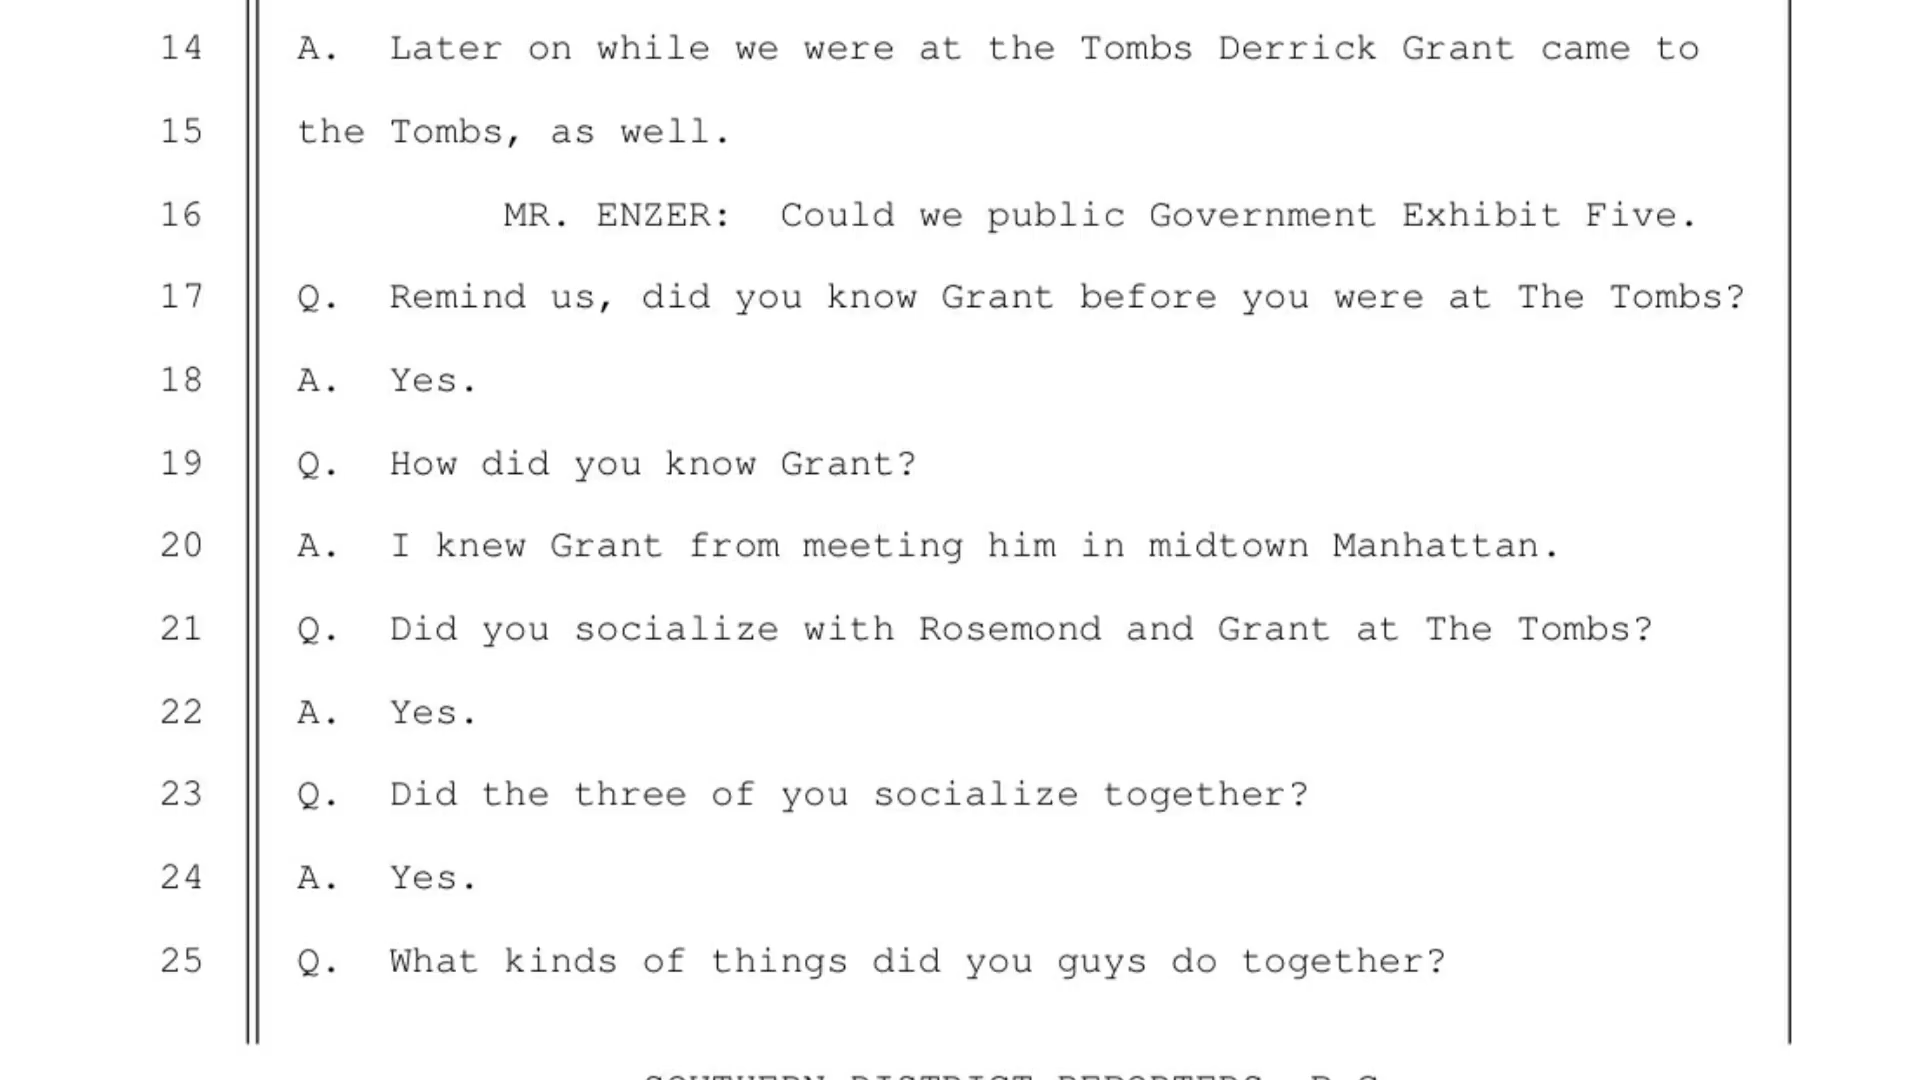 14 A. Later on while we were at the Tombs Derrick Grant came to
15 the Tombs, as well.
16 MR. ENZER: Could we public Government Exhibit Five.
17 Q. Remind us, did you know Grant before you were at The Tombs?
18 A. Yes.
19 Q. How did you know Grant?
20 A. I knew Grant from meeting him in midtown Manhattan.
21 Q. Did you socialize with Rosemond and Grant at The Tombs?
22 A. Yes.
23 Q. Did the three of you socialize together?
24 A. Yes.
25 Q. What kinds of things did you guys do together?
SOUTHERN DISTRICT REPORTERS, P.C.